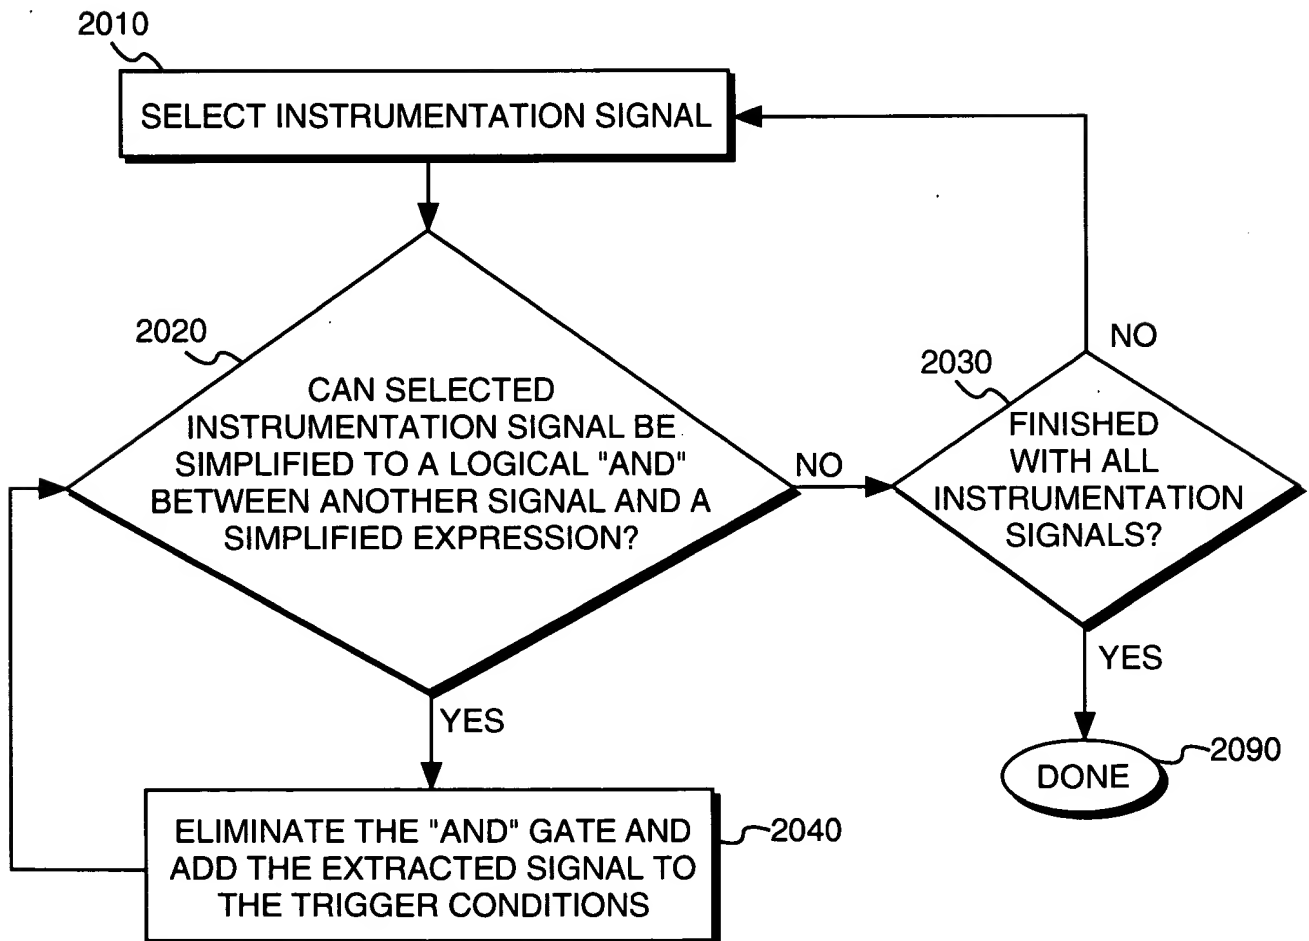 2010
SELECT INSTRUMENTATION SIGNAL
2020
CAN SELECTED
INSTRUMENTATION SIGNAL BE
SIMPLIFIED TO A LOGICAL "AND"
BETWEEN ANOTHER SIGNAL AND A
SIMPLIFIED EXPRESSION?
NO
2030
NO
FINISHED
WITH ALL
INSTRUMENTATION
SIGNALS?
YES
YES
DONE
2090
ELIMINATE THE "AND" GATE AND
ADD THE EXTRACTED SIGNAL TO
THE TRIGGER CONDITIONS
2040